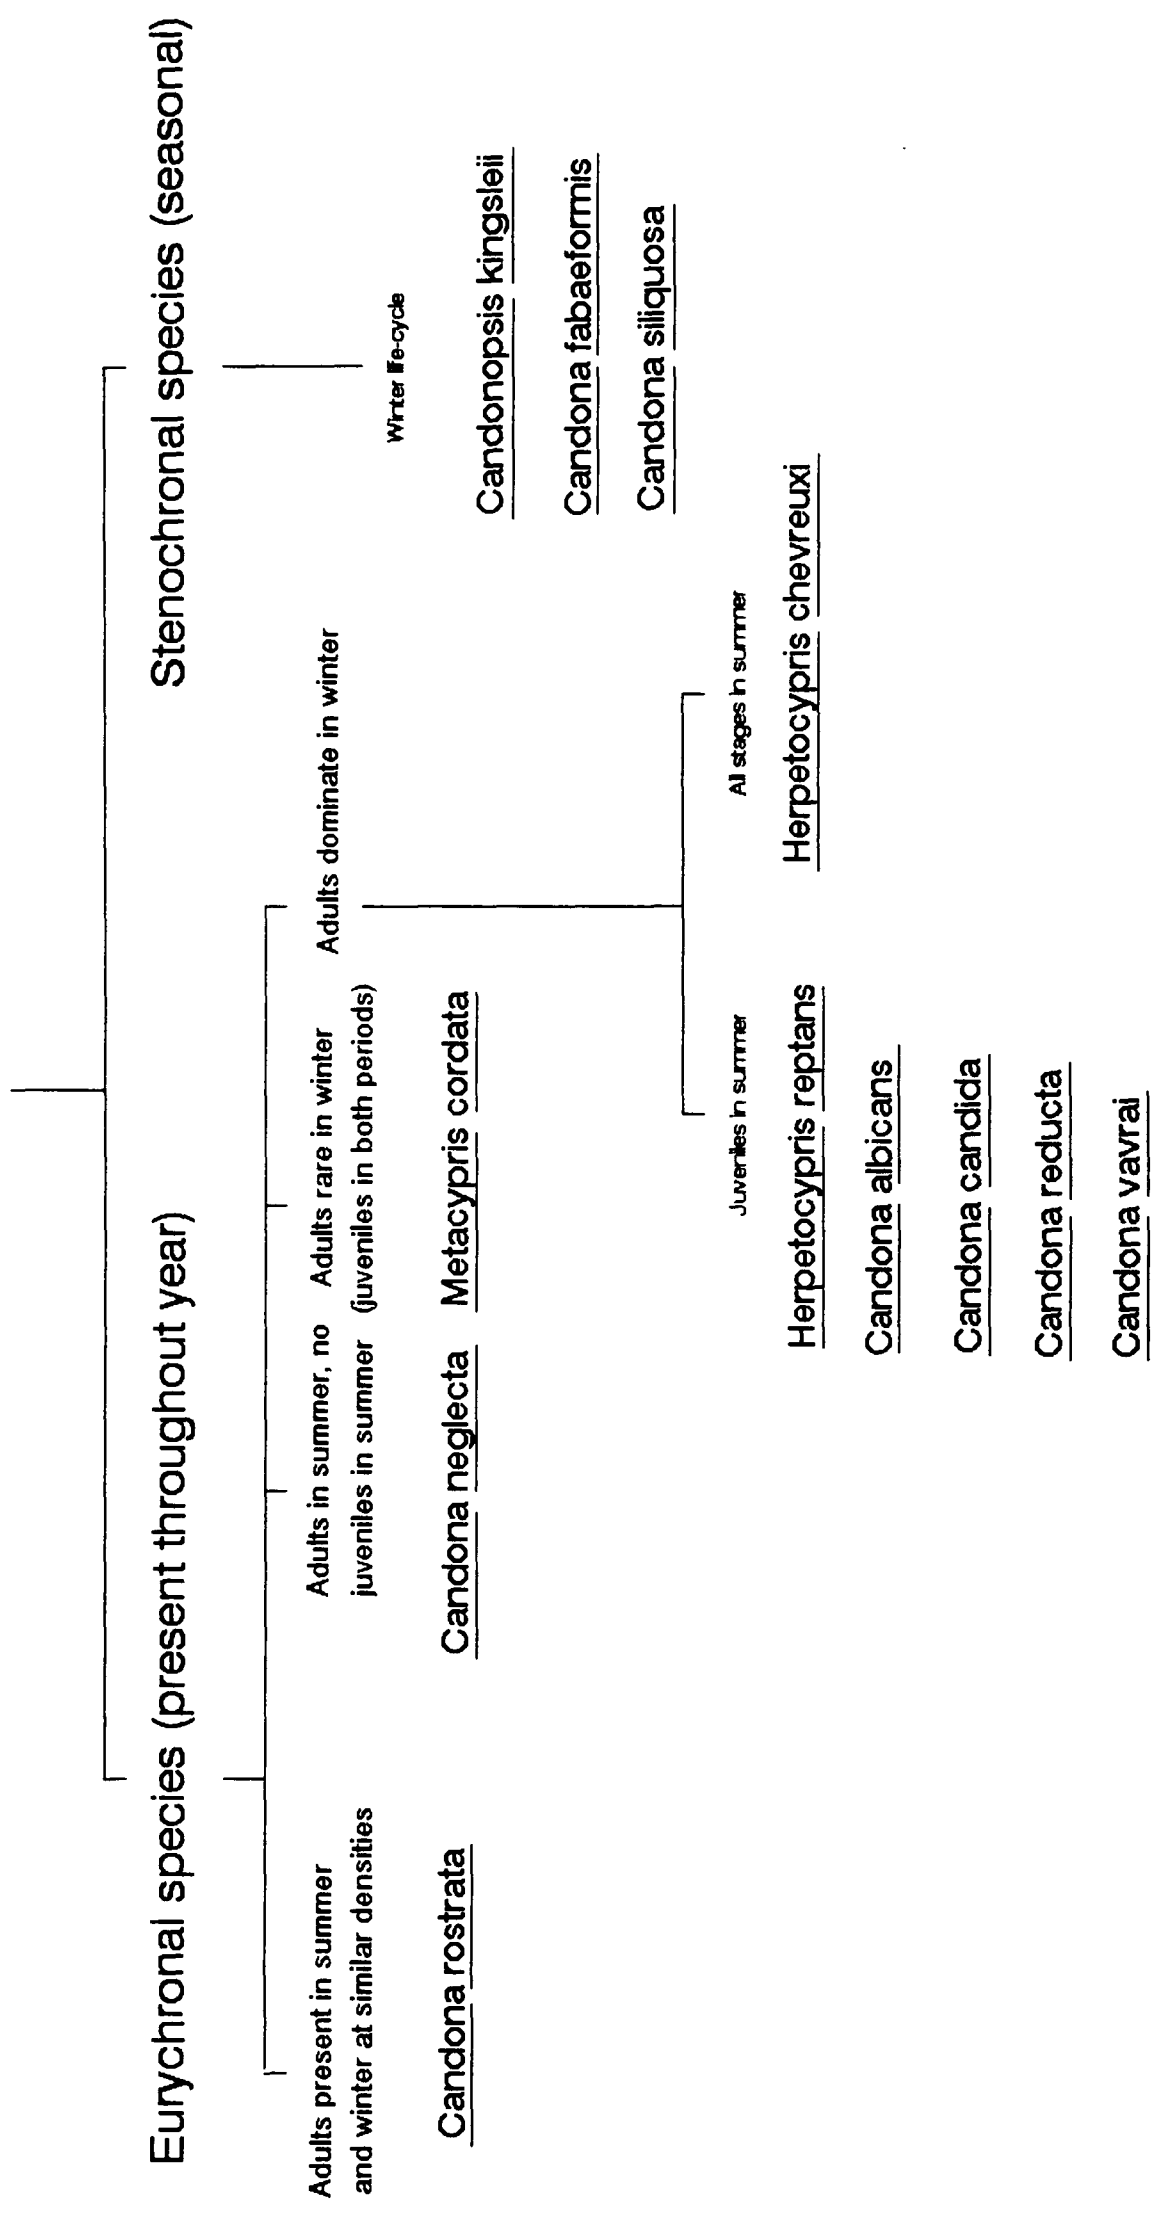 Eurychronal species (present throughout year)
Stenochronal species (seasonal)
Adults present in summer
and winter at similar densities
Candona rostrata
Adults in summer, no
juveniles in summer
Candona neglecta
Adults rare in winter
(juveniles in both periods)
Metacypris cordata
Adults dominate in winter
Juveniles in summer
Herpetocypris reptans
Candona albicans
Candona candida
Candona reducta
Candona vavrai
All stages in summer
Herpetocypris chevreuxi
Winter life-cycle
Candonopsis kingsleii
Candona fabaeformis
Candona siliquosa